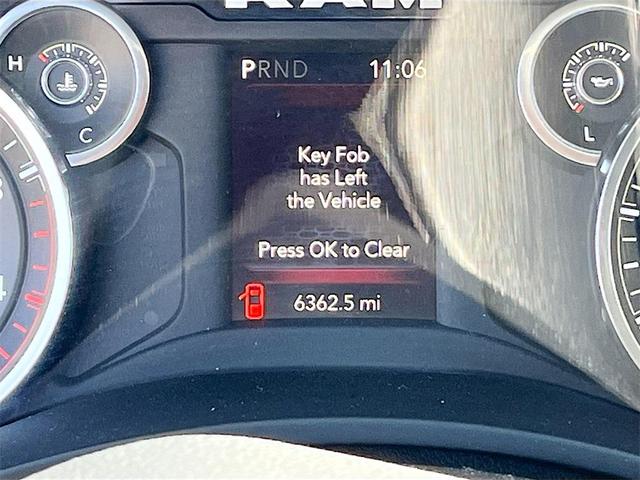 RAM
H
C
PRND 11:06
Key Fob
has Left
the Vehicle
Press OK to Clear
6362.5 mi
L